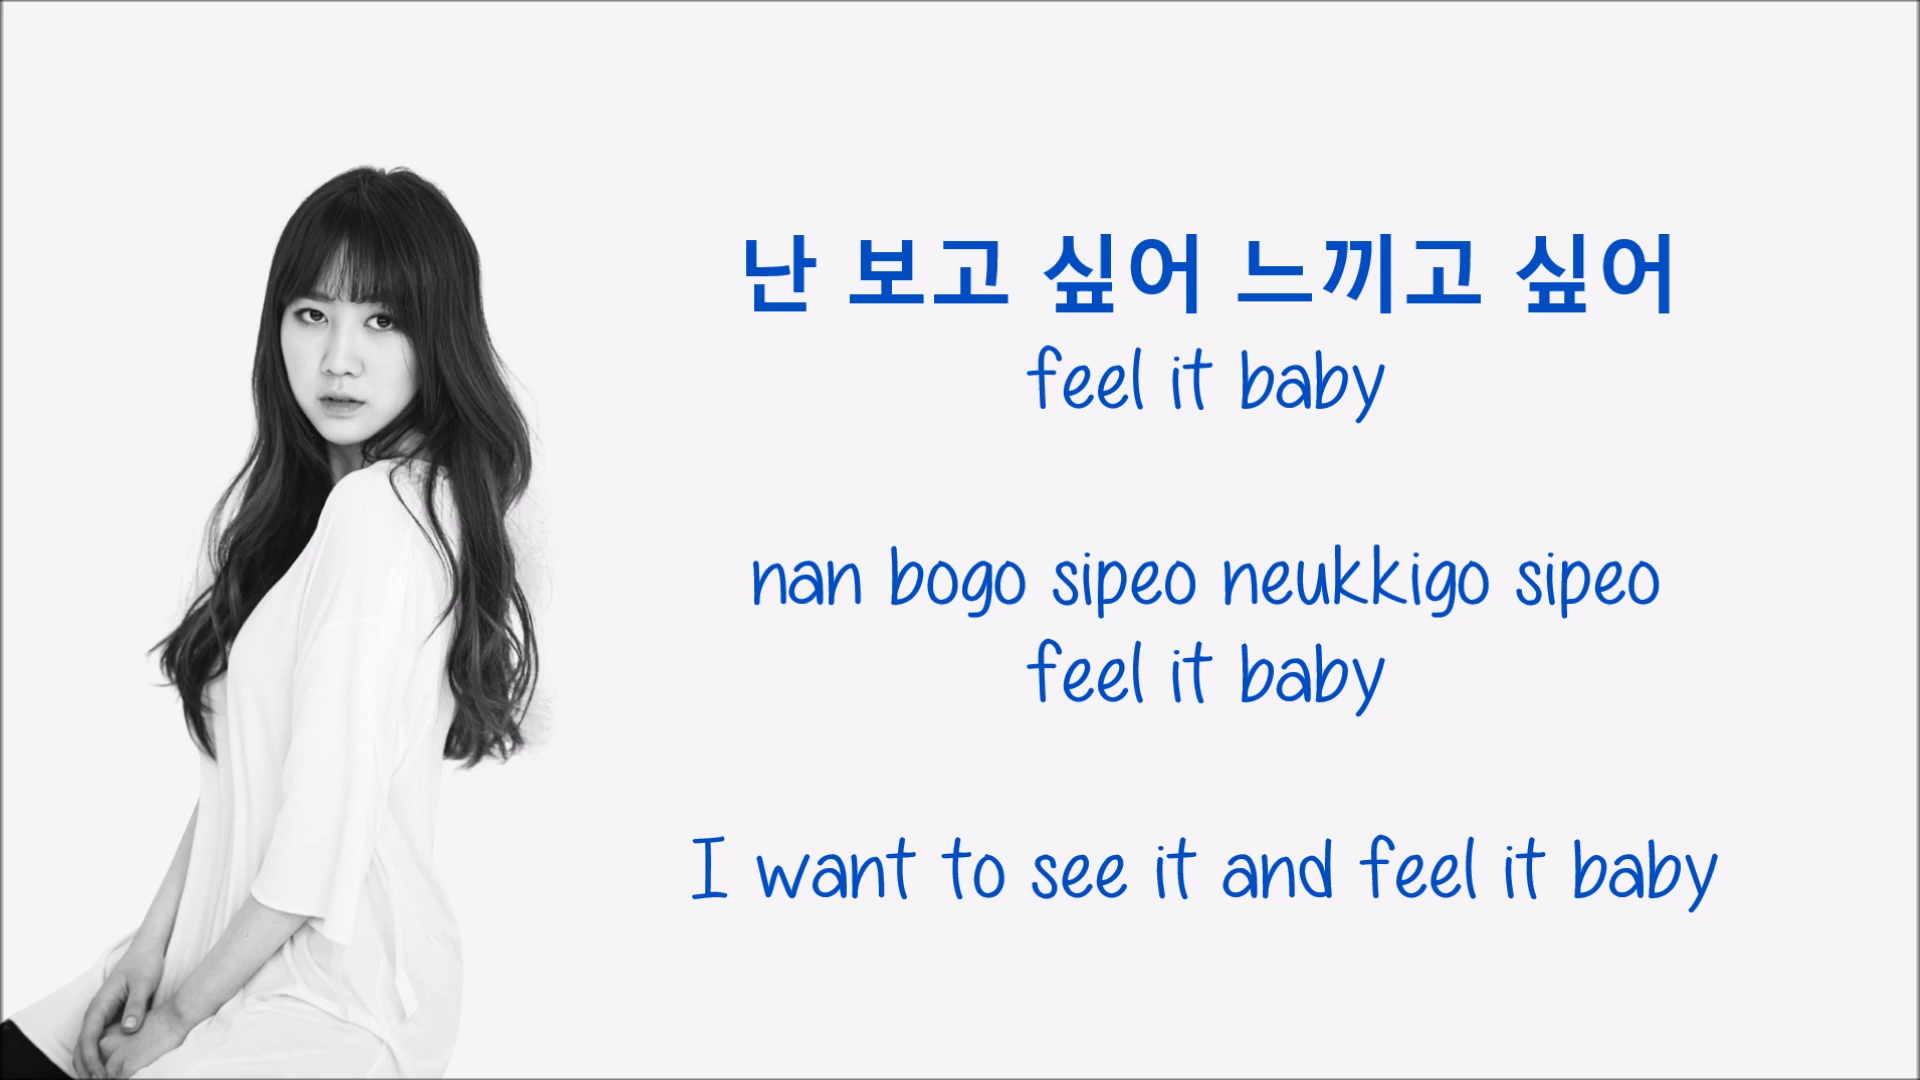 난 보고 싶어 느끼고 싶어
feel it baby
nan bogo sipeo neukkigo sipeo
feel it baby
I want to see it and feel it baby